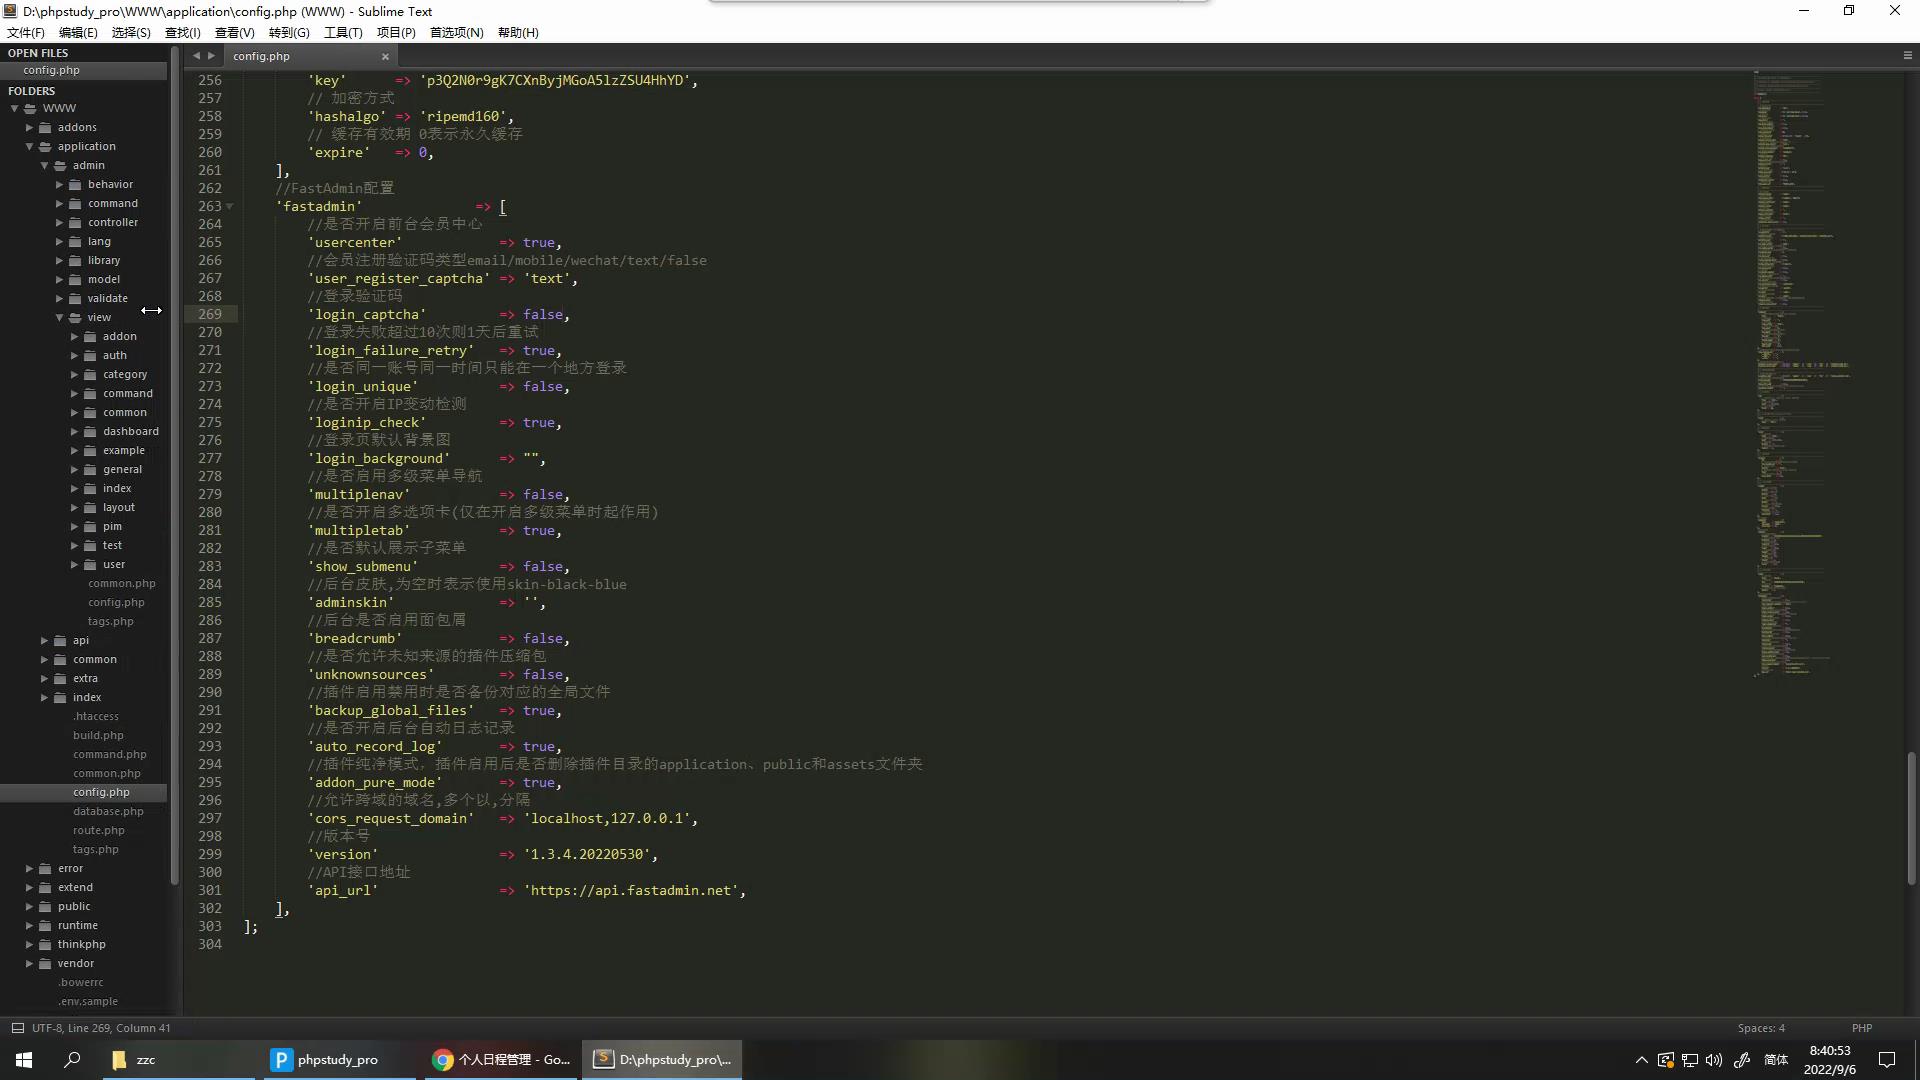 D:\phpstudy_pro\WWW\application\config.php (WWW) - Sublime Text
文件(F) 编辑(E) 选择(S) 查找(I) 查看(V) 转到(G) 工具(T) 项目(P) 首选项(N) 帮助(H)
OPEN FILES
config.php
FOLDERS
WWW
addons
application
admin
behavior
command
controller
lang
library
model
validate
view
addon
auth
category
command
common
dashboard
example
general
index
layout
pim
test
user
common.php
config.php
tags.php
api
common
extra
index
.htaccess
build.php
command.php
common.php
config.php
database.php
route.php
tags.php
error
extend
public
runtime
thinkphp
vendor
.bowerrc
.env.sample
config.php
256 'key' => 'p3Q2N0r9gK7CXnByjMGoA5lzZSU4HhYD',
257 // 加密方式
258 'hashalgo' => 'ripemd160',
259 // 缓存有效期 0表示永久缓存
260 'expire' => 0,
261 ],
262 //FastAdmin配置
263 'fastadmin' => [
264 //是否开启前台会员中心
265 'usercenter' => true,
266 //会员注册验证码类型email/mobile/wechat/text/false
267 'user_register_captcha' => 'text',
268 //登录验证码
269 'login_captcha' => false,
270 //登录失败超过10次则1天后重试
271 'login_failure_retry' => true,
272 //是否同一账号同一时间只能在一个地方登录
273 'login_unique' => false,
274 //是否开启IP变动检测
275 'loginip_check' => true,
276 //登录页默认背景图
277 'login_background' => "",
278 //是否启用多级菜单导航
279 'multiplenav' => false,
280 //是否开启多选项卡(仅在开启多级菜单时起作用)
281 'multipletab' => true,
282 //是否默认展示子菜单
283 'show_submenu' => false,
284 //后台皮肤,为空时表示使用skin-black-blue
285 'adminskin' => '',
286 //后台是否启用面包屑
287 'breadcrumb' => false,
288 //是否允许未知来源的插件压缩包
289 'unknownsources' => false,
290 //插件启用禁用时是否备份对应的全局文件
291 'backup_global_files' => true,
292 //是否开启后台自动日志记录
293 'auto_record_log' => true,
294 //插件纯净模式，插件启用后是否删除插件目录的application、public和assets文件夹
295 'addon_pure_mode' => true,
296 //允许跨域的域名,多个以,分隔
297 'cors_request_domain' => 'localhost,127.0.0.1',
298 //版本号
299 'version' => '1.3.4.20220530',
300 //API接口地址
301 'api_url' => 'https://api.fastadmin.net',
302 ],
303 ];
304
UTF-8, Line 269, Column 41 Spaces: 4 PHP
zzc phpstudy_pro 个人日程管理 - Go... D:\phpstudy_pro\... 简体 8:40:53
2022/9/6